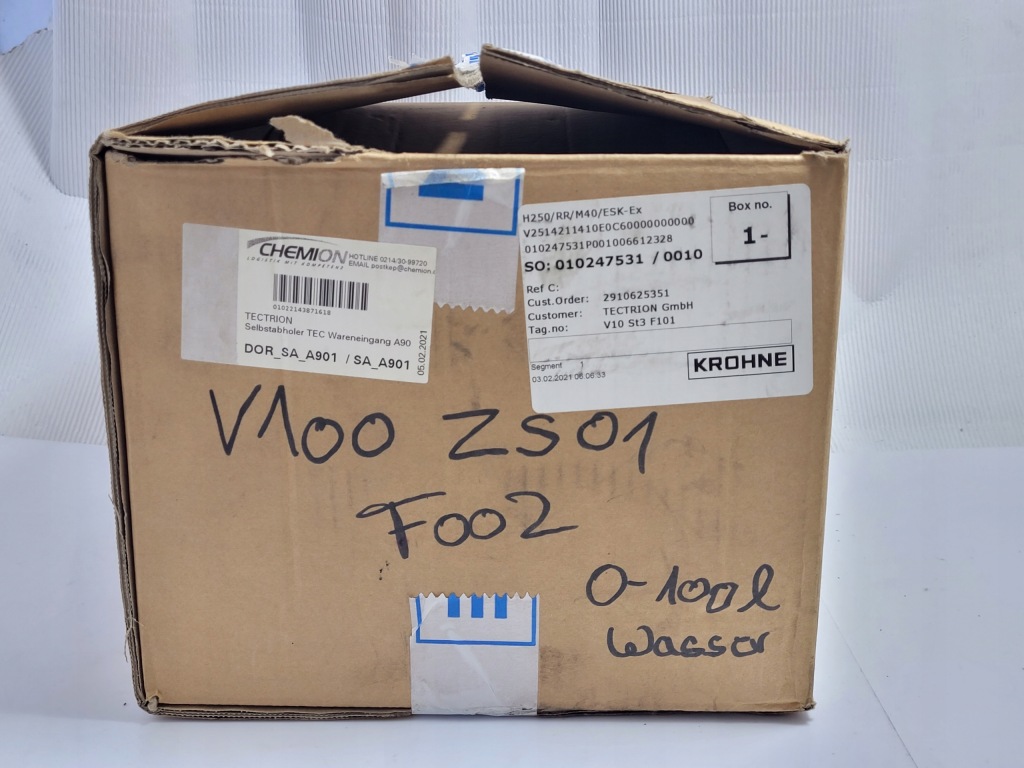 CHEMION
LOGISTIK MIT KOMPETENZ
HOTLINE 0214/30-99720
EMAIL postkep@chemion.
01022143871618
TECTRION
Selbstabholer TEC Wareneingang A90
DOR_SA_A901 / SA_A901
05.02.2021
H250/RR/M40/ESK-Ex
V2514211410E0C60000000000
010247531P001006612328
SO: 010247531 / 0010
Box no.
1-
Ref C:
Cust.Order: 2910625351
Customer: TECTRION GmbH
Tag.no: V10 St3 F101
Segment 1
03.02.2021 06:06:33
KROHNE
V100 ZS01
F002
0-100l
Wasser